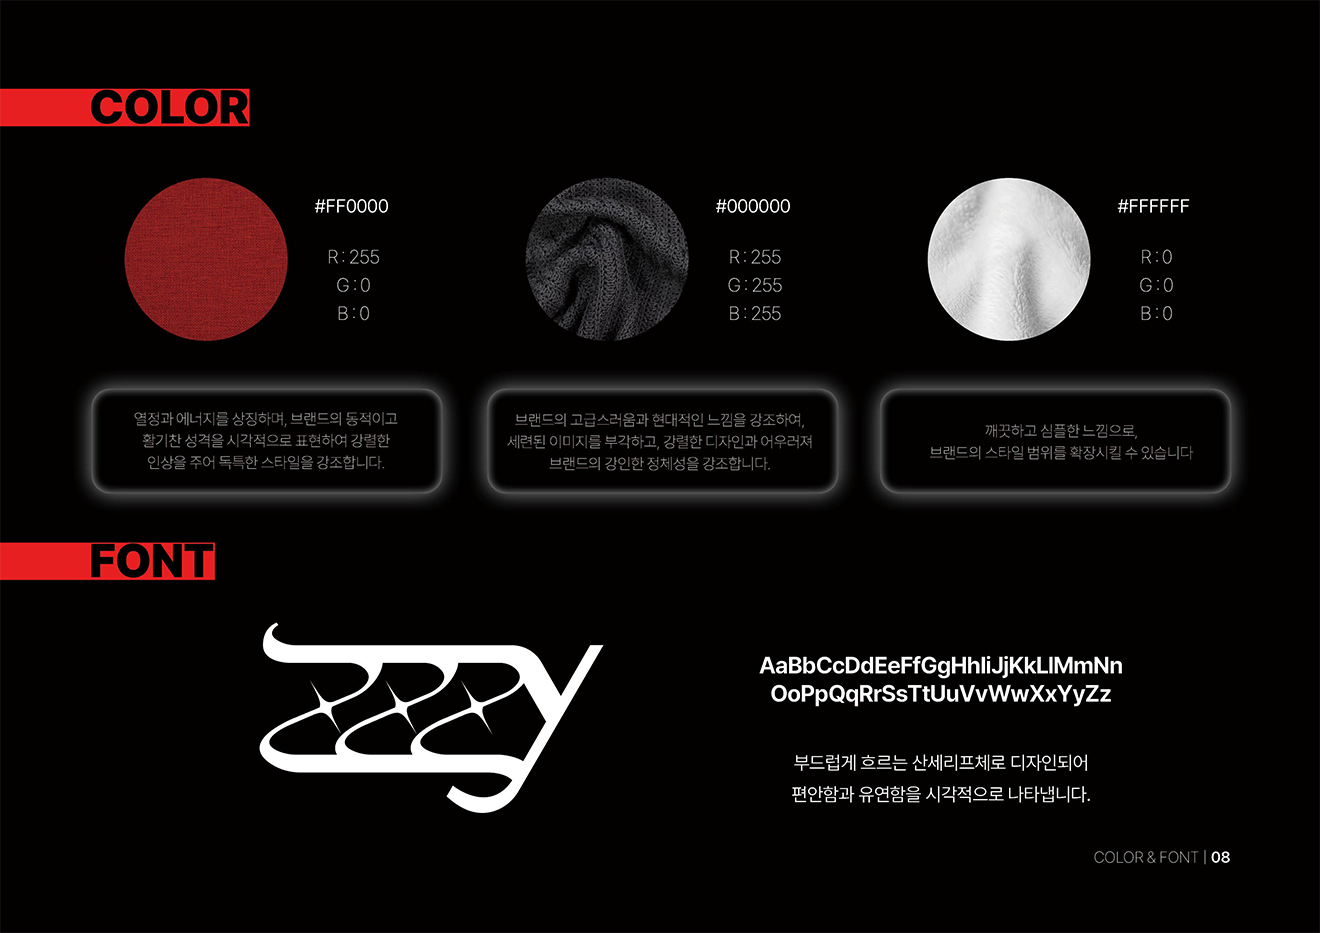 COLOR
#FF0000
R : 255
G : 0
B : 0
#000000
R : 255
G : 255
B : 255
#FFFFFF
R : 0
G : 0
B : 0
열정과 에너지를 상징하며, 브랜드의 동적이고
활기찬 성격을 시각적으로 표현하여 강렬한
인상을 주어 독특한 스타일을 강조합니다.
브랜드의 고급스러움과 현대적인 느낌을 강조하여,
세련된 이미지를 부각하고, 강렬한 디자인과 어우러져
브랜드의 강인한 정체성을 강조합니다.
깨끗하고 심플한 느낌으로,
브랜드의 스타일 범위를 확장시킬 수 있습니다
FONT
zzzy
AaBbCcDdEeFfGgHhIiJjKkLlMmNn
OoPpQqRrSsTtUuVvWwXxYyZz
부드럽게 흐르는 산세리프체로 디자인되어
편안함과 유연함을 시각적으로 나타냅니다.
COLOR & FONT | 08